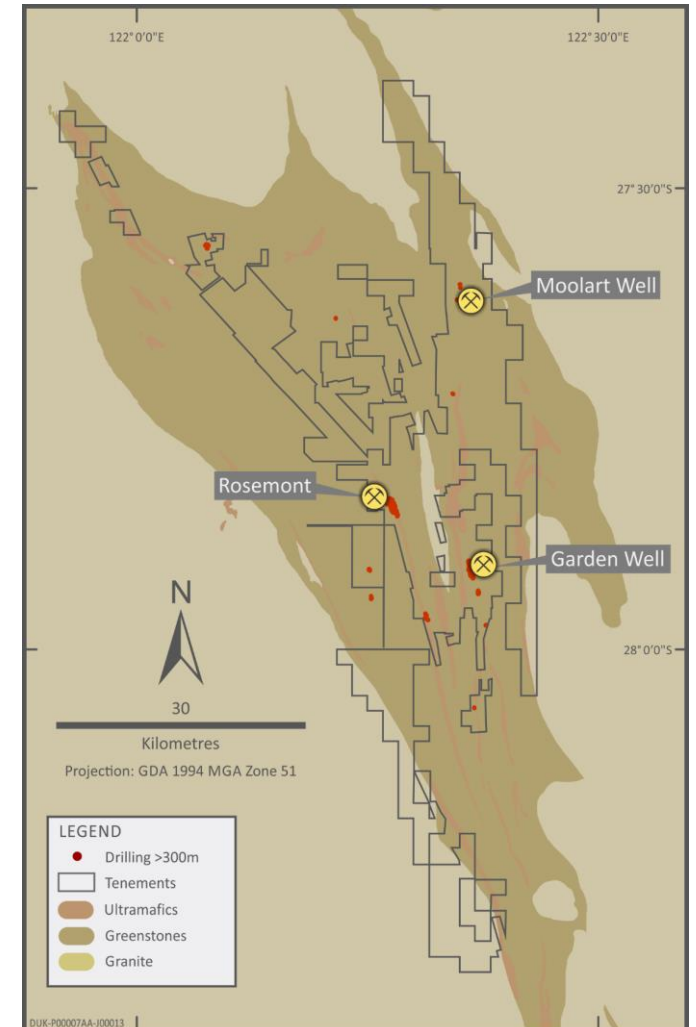 122° 0'0"E
122° 30'0"E
27° 30'0"S
Moolart Well
Rosemont
Garden Well
N
28° 0'0"S
30
Kilometres
Projection: GDA 1994 MGA Zone 51
LEGEND
Drilling >300m
Tenements
Ultramafics
Greenstones
Granite
DUK-P00007AA-J00013